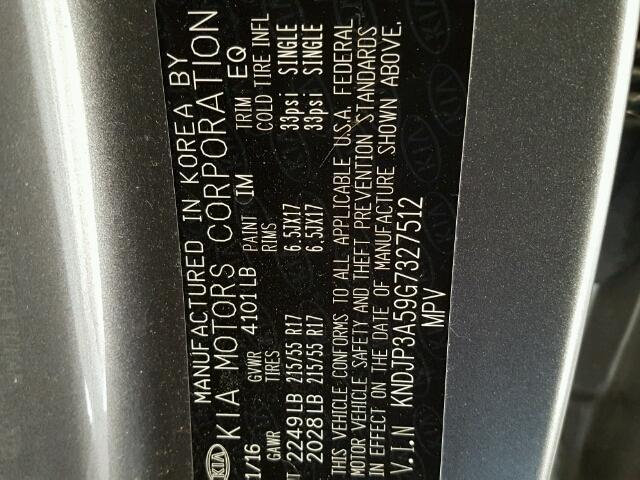 MANUFACTURED IN KOREA BY
KIA KIA MOTORS CORPORATION
1/16 GVWR 4101LB PAINT 1M TRIM EQ
GAWR TIRES RIMS COLD TIRE INFL
T 2249LB 215/55 R17 6.5JX17 33psi SINGLE
2028LB 215/55 R17 6.5JX17 33psi SINGLE
THIS VEHICLE CONFORMS TO ALL APPLICABLE U.S.A. FEDERAL
MOTOR VEHICLE SAFETY AND THEFT PREVENTION STANDARDS
IN EFFECT ON THE DATE OF MANUFACTURE SHOWN ABOVE.
V.I.N KNDJP3A59G7327512
MPV